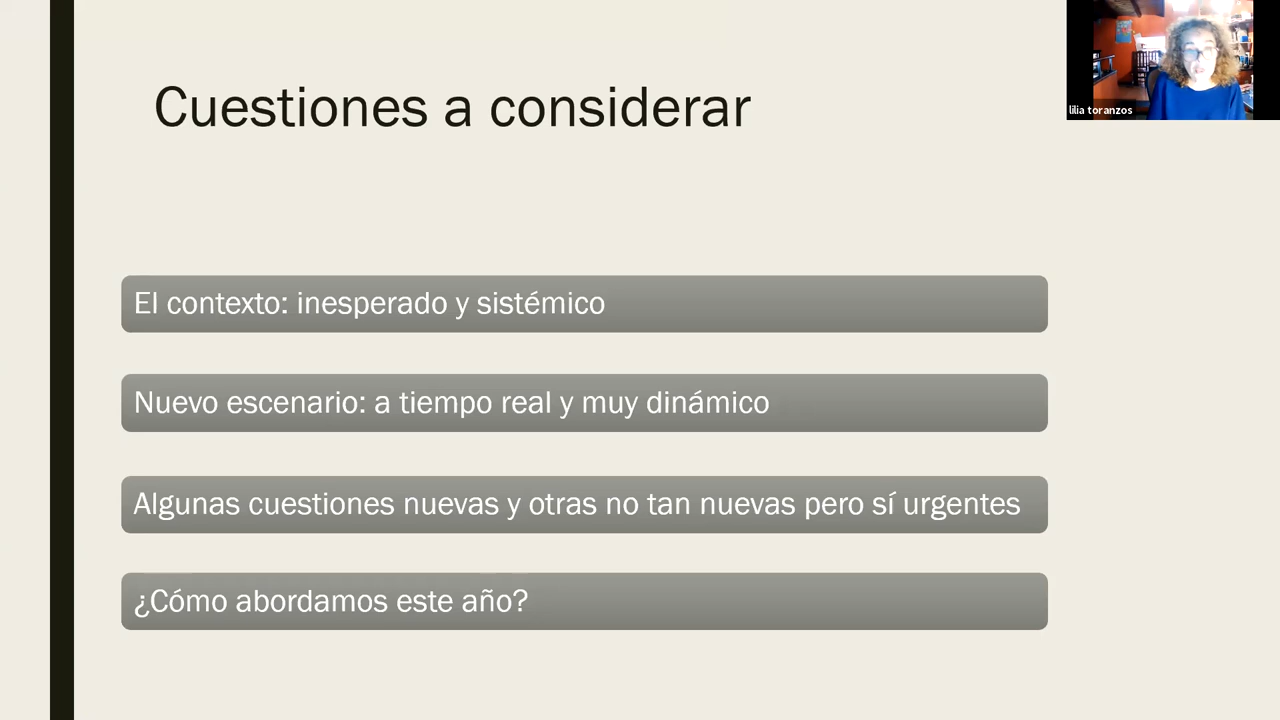 Cuestiones a considerar
lilia toranzos
El contexto: inesperado y sistémico
Nuevo escenario: a tiempo real y muy dinámico
Algunas cuestiones nuevas y otras no tan nuevas pero sí urgentes
¿Cómo abordamos este año?